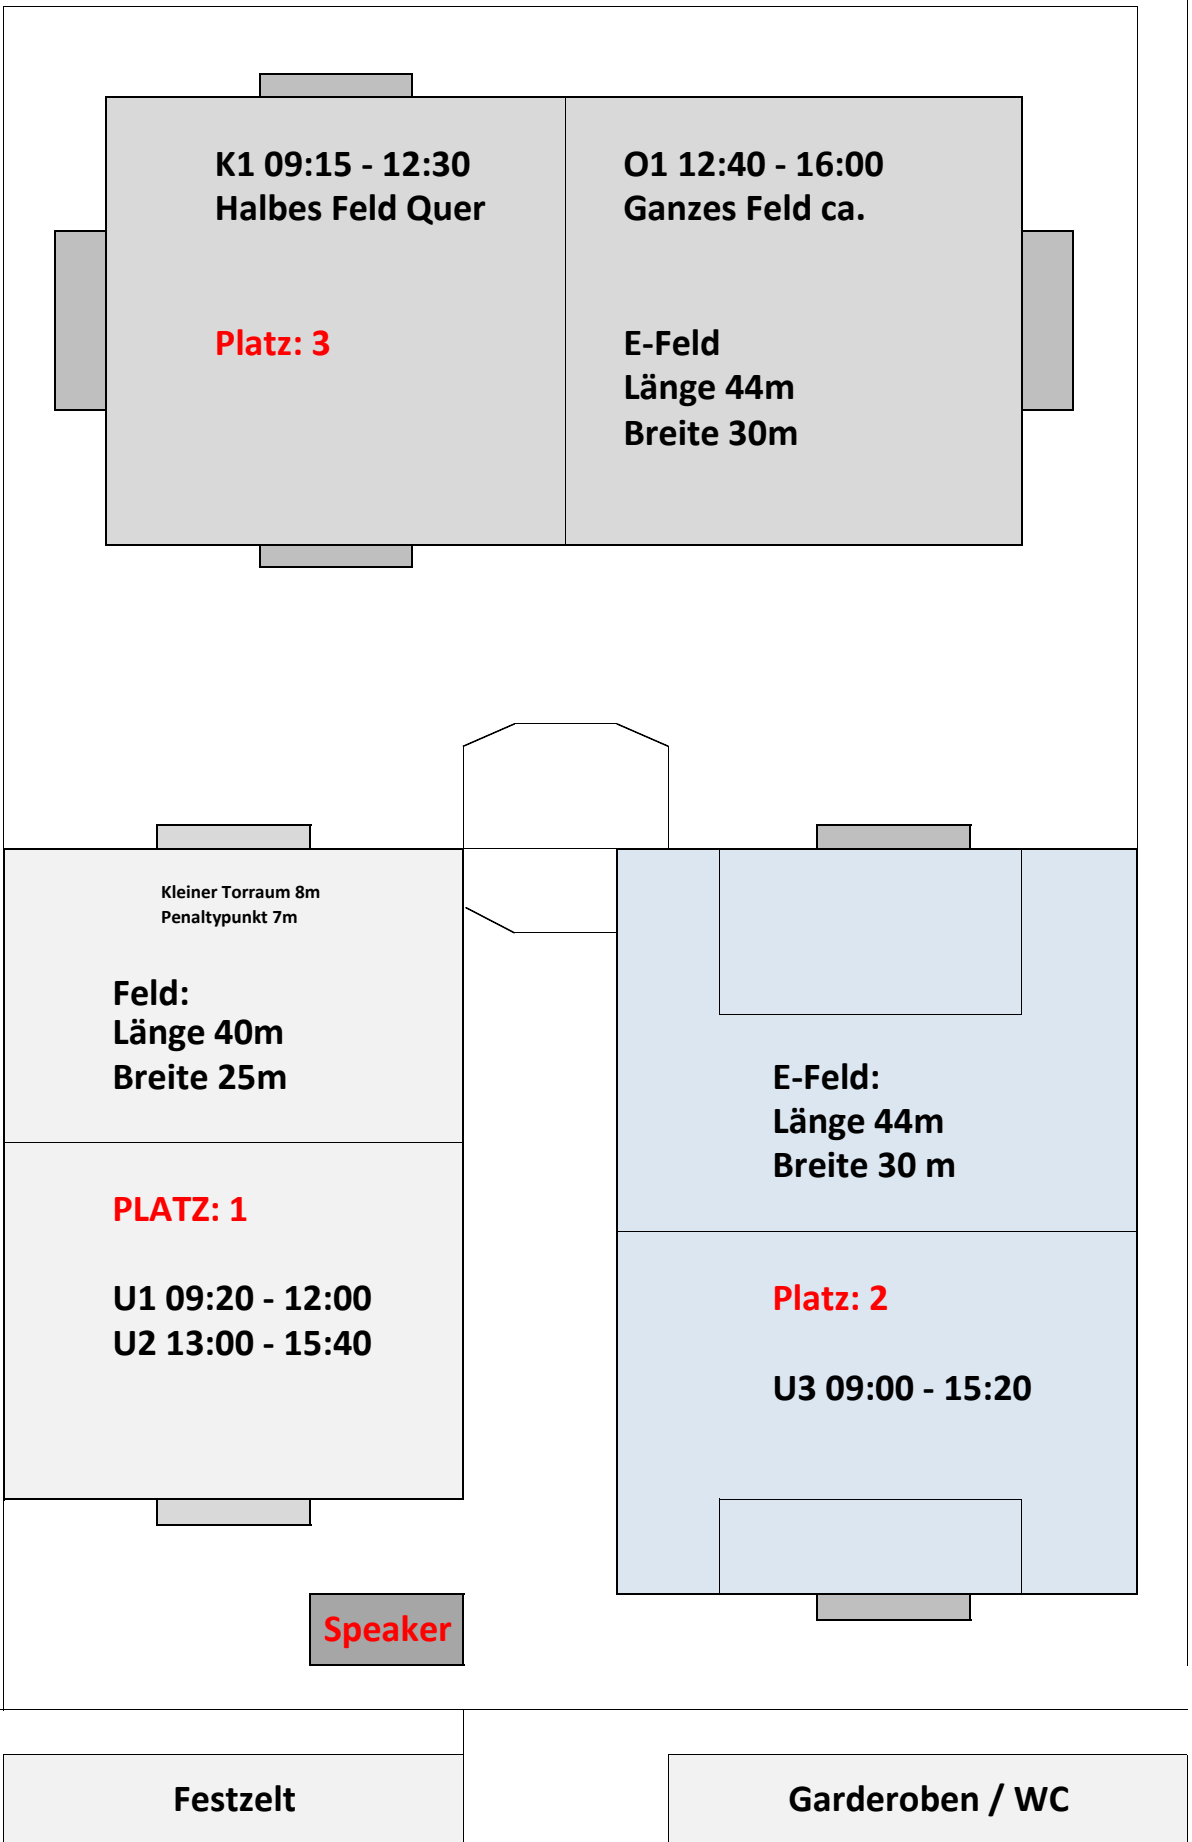 K1 09:15 - 12:30
Halbes Feld Quer
Platz: 3
O1 12:40 - 16:00
Ganzes Feld ca.
E-Feld
Länge 44m
Breite 30m
Kleiner Torraum 8m
Penaltypunkt 7m
Feld:
Länge 40m
Breite 25m
PLATZ: 1
U1 09:20 - 12:00
U2 13:00 - 15:40
E-Feld:
Länge 44m
Breite 30 m
Platz: 2
U3 09:00 - 15:20
Speaker
Festzelt
Garderoben / WC